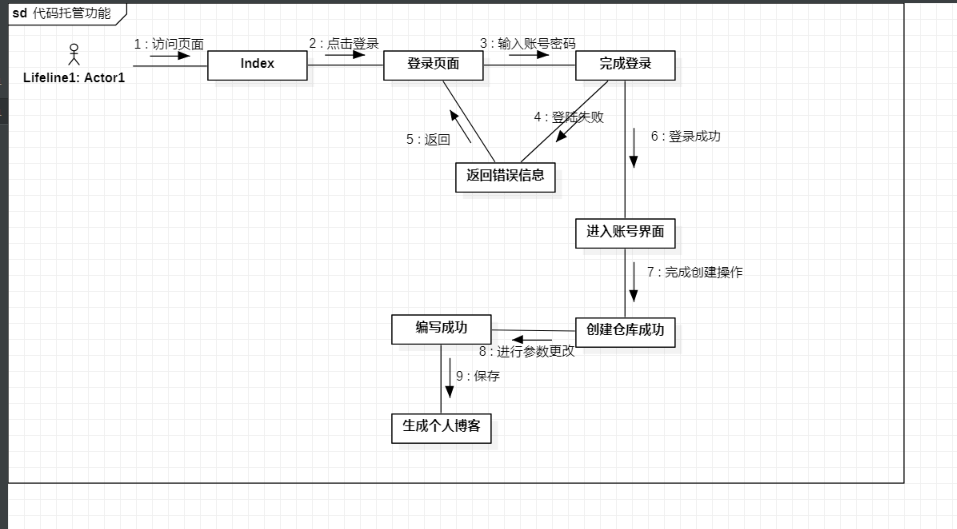 sd 代码托管功能
Lifeline1: Actor1
1 : 访问页面
Index
2 : 点击登录
登录页面
3 : 输入账号密码
完成登录
4 : 登陆失败
5 : 返回
返回错误信息
6 : 登录成功
进入账号界面
7 : 完成创建操作
创建仓库成功
8 : 进行参数更改
编写成功
9 : 保存
生成个人博客